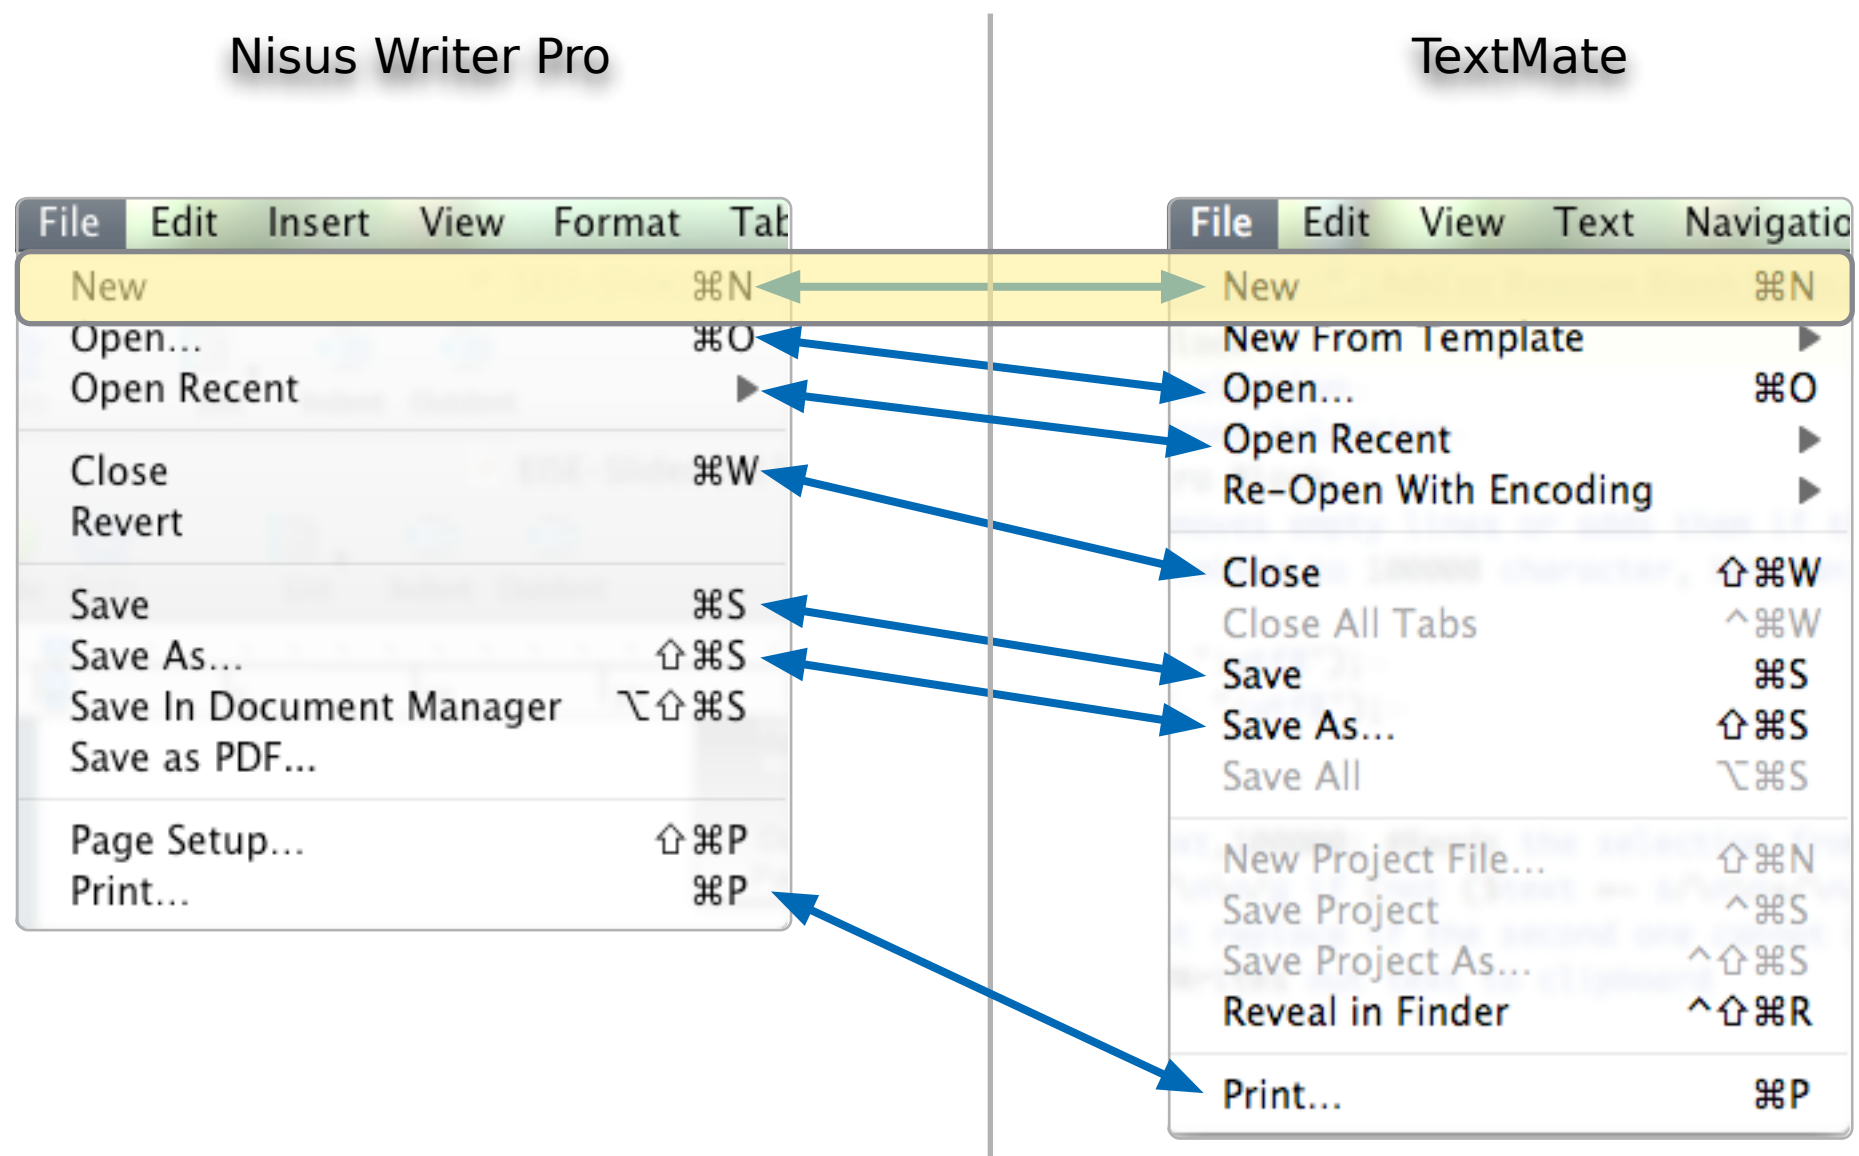 Nisus Writer Pro
File Edit Insert View Format Tab
New ⌘N
Open... ⌘O
Open Recent ▶
Close ⌘W
Revert
Save ⌘S
Save As... ⇧⌘S
Save In Document Manager ⌥⇧⌘S
Save as PDF...
Page Setup... ⇧⌘P
Print... ⌘P
TextMate
File Edit View Text Navigatio
New ⌘N
New From Template ▶
Open... ⌘O
Open Recent ▶
Re-Open With Encoding ▶
Close ⇧⌘W
Close All Tabs ^⌘W
Save ⌘S
Save As... ⇧⌘S
Save All ⌥⌘S
New Project File... ⇧⌘N
Save Project ^⌘S
Save Project As... ^⇧⌘S
Reveal in Finder ^⇧⌘R
Print... ⌘P